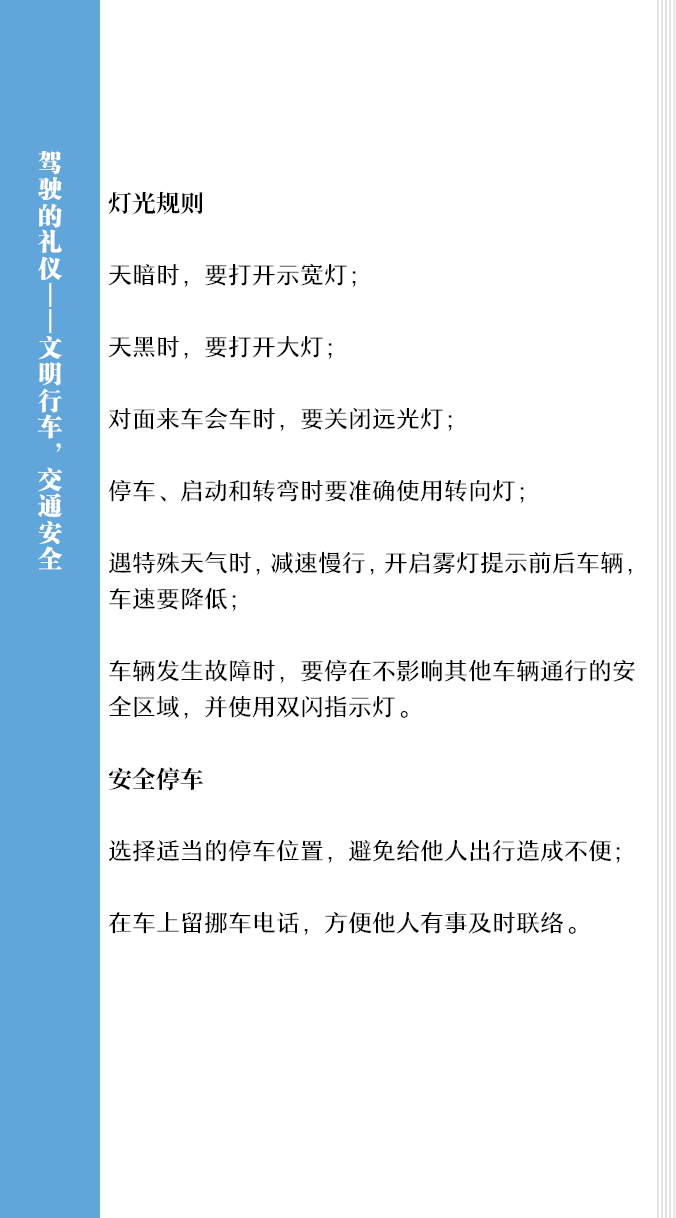 驾驶的礼仪——文明行车，交通安全
灯光规则
天暗时，要打开示宽灯；
天黑时，要打开大灯；
对面来车会车时，要关闭远光灯；
停车、启动和转弯时要准确使用转向灯；
遇特殊天气时，减速慢行，开启雾灯提示前后车辆，
车速要降低；
车辆发生故障时，要停在不影响其他车辆通行的安
全区域，并使用双闪指示灯。
安全停车
选择适当的停车位置，避免给他人出行造成不便；
在车上留挪车电话，方便他人有事及时联络。